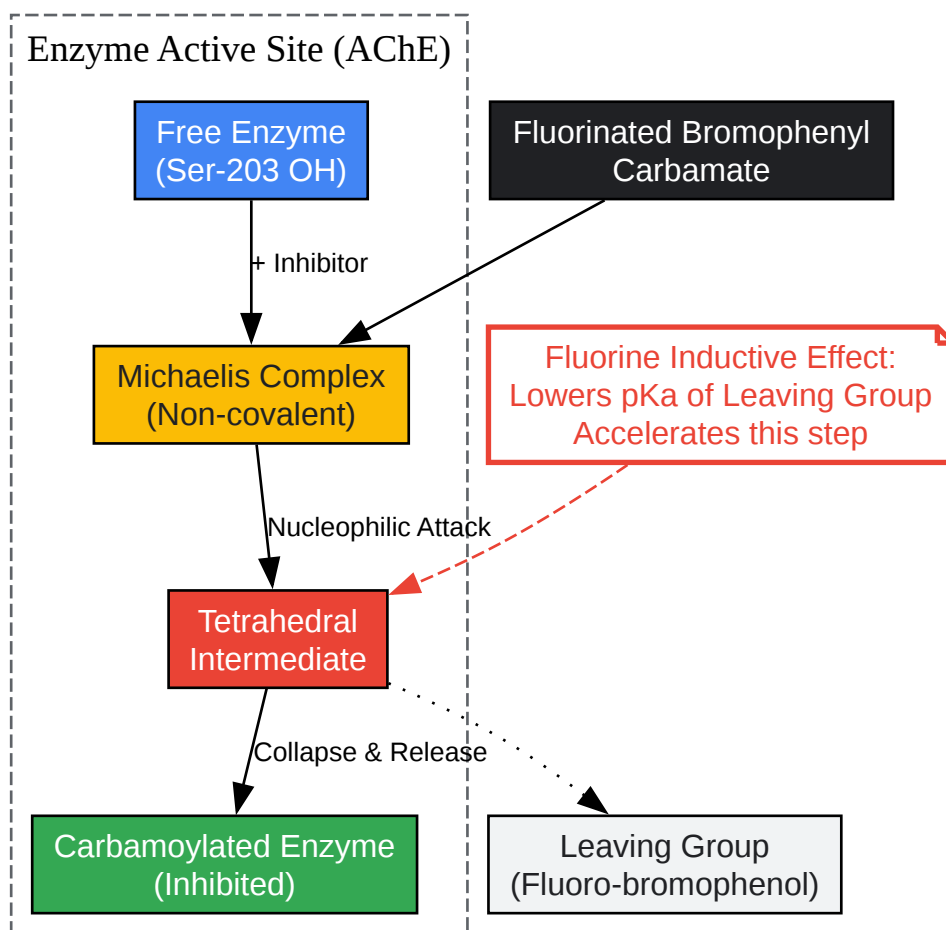 Enzyme Active Site (AChE)
Free Enzyme
(Ser-203 OH)
Fluorinated Bromophenyl
Carbamate
+ Inhibitor
Michaelis Complex
(Non-covalent)
Fluorine Inductive Effect:
Lowers pKa of Leaving Group
Accelerates this step
Nucleophilic Attack
Tetrahedral
Intermediate
Collapse & Release
Carbamoylated Enzyme
(Inhibited)
Leaving Group
(Fluoro-bromophenol)